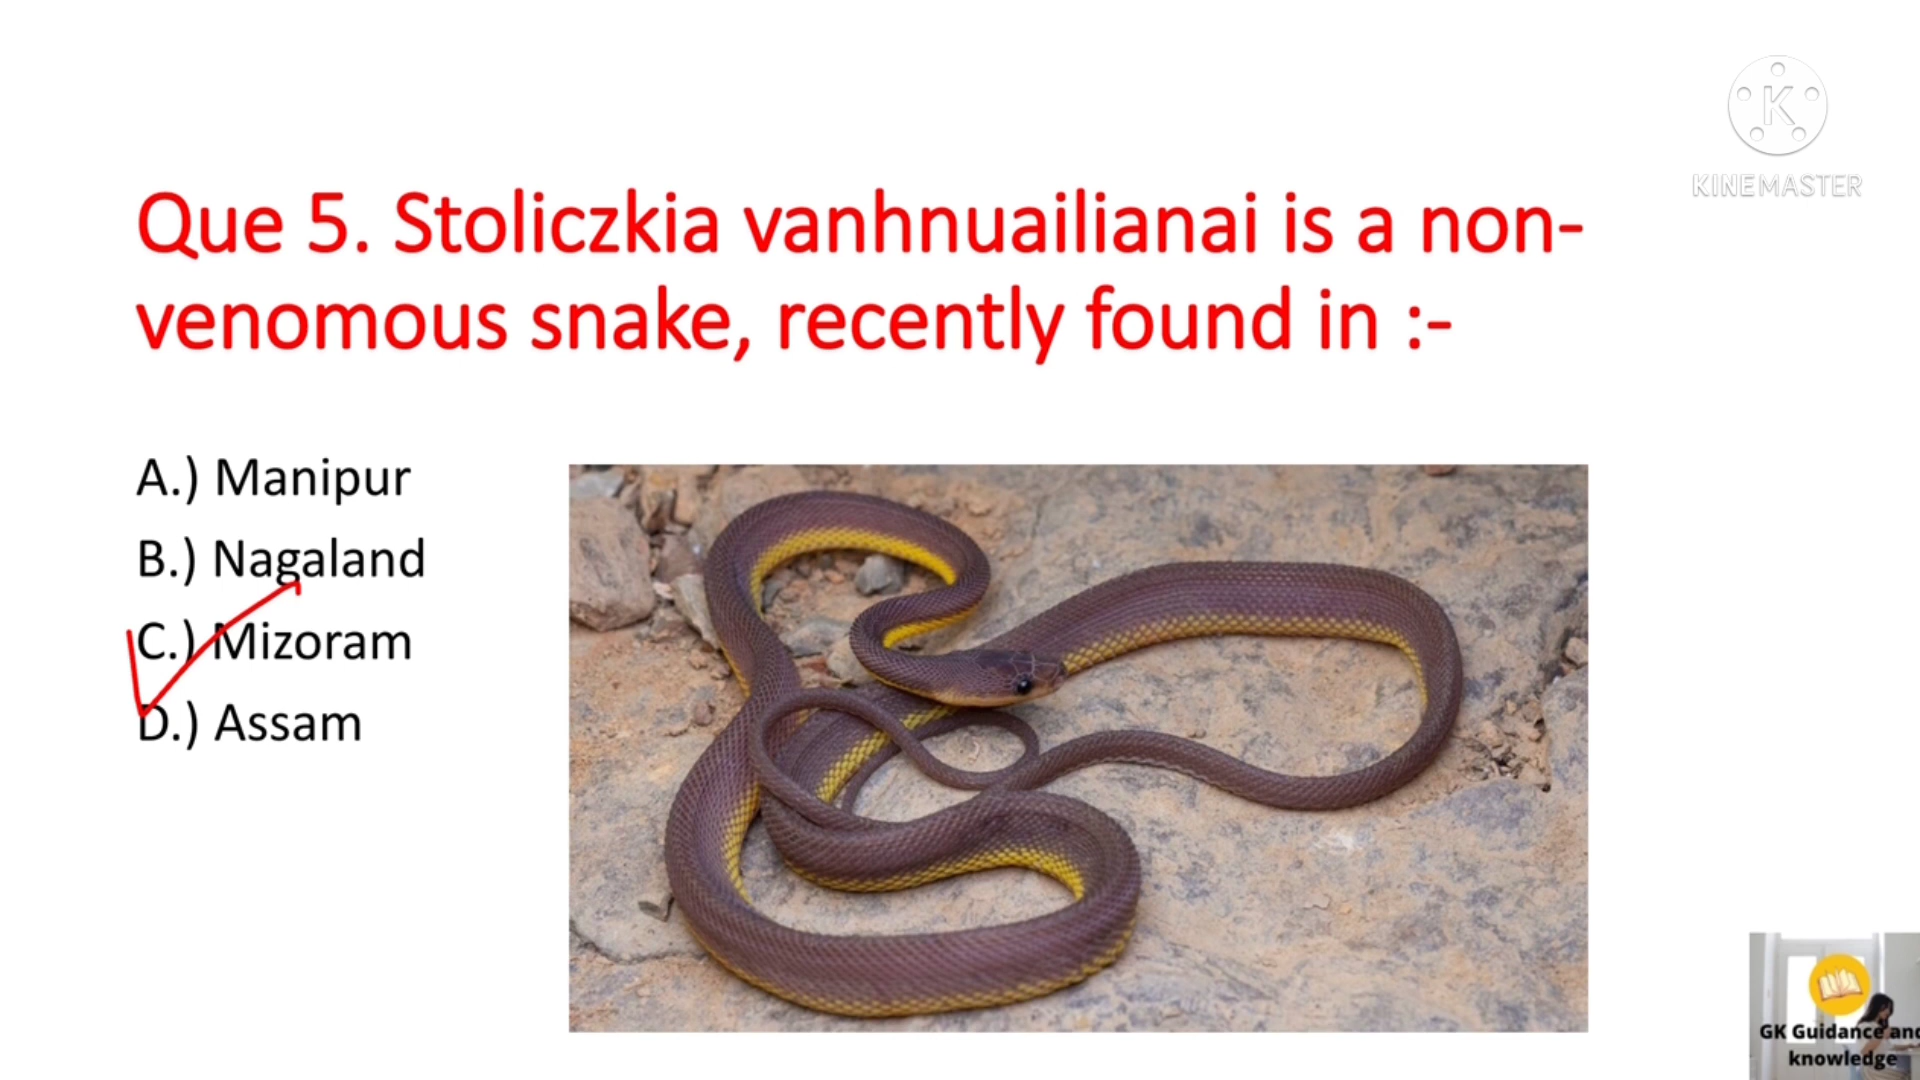 K
KINEMASTER
Que 5. Stoliczkia vanhnuailianai is a non-
venomous snake, recently found in :-
A.) Manipur
B.) Nagaland
C.) Mizoram
D.) Assam
GK Guidance and
knowledge